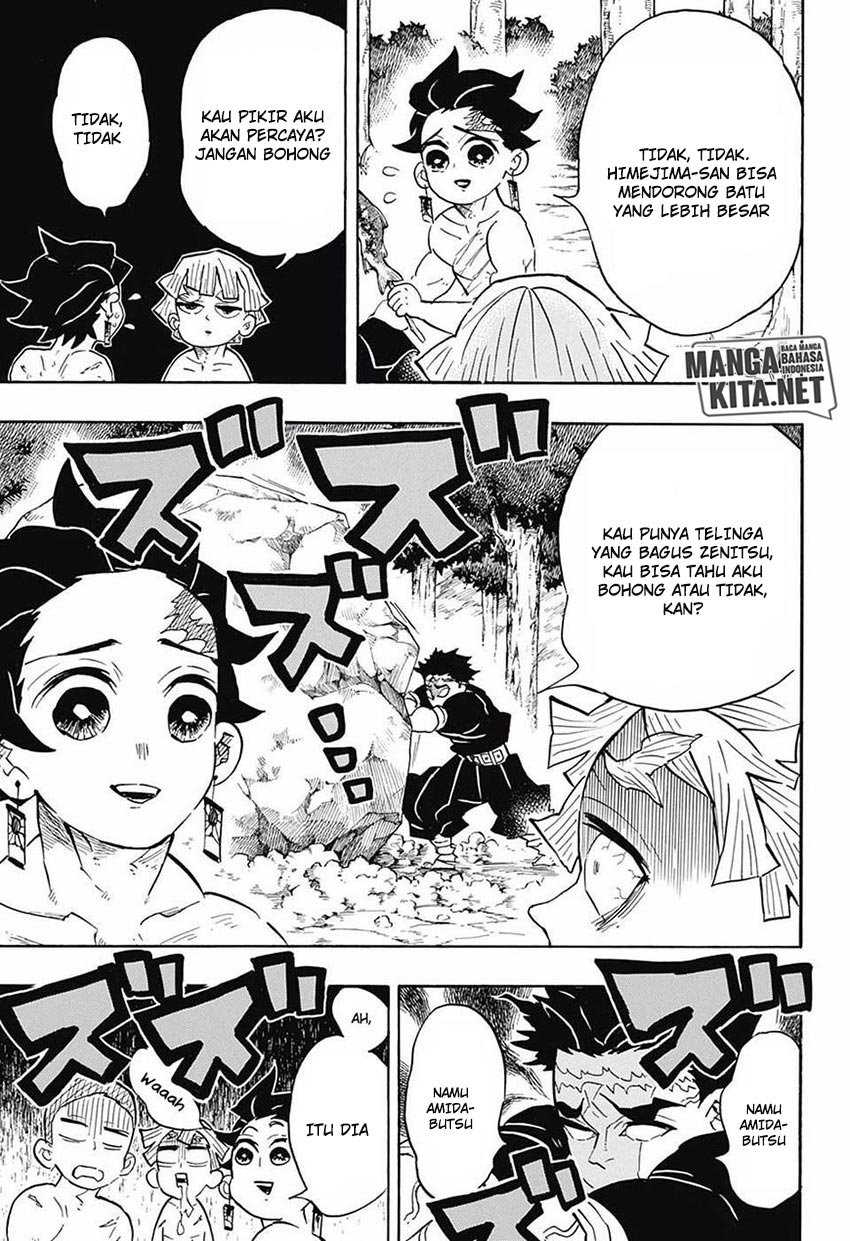 TIDAK, TIDAK.
HIMEJIMA-SAN BISA
MENDORONG BATU
YANG LEBIH BESAR
KAU PIKIR AKU
AKAN PERCAYA?
JANGAN BOHONG
TIDAK,
TIDAK
MANGA
KITA.NET
BACA MANGA
BAHASA
INDONESIA
KAU PUNYA TELINGA
YANG BAGUS ZENITSU,
KAU BISA TAHU AKU
BOHONG ATAU TIDAK,
KAN?
ズズ
ズズ...
ズ
NAMU
AMIDA-
BUTSU
NAMU
AMIDA-
BUTSU
ズ
AH,
ITU DIA
waaah
ズズ